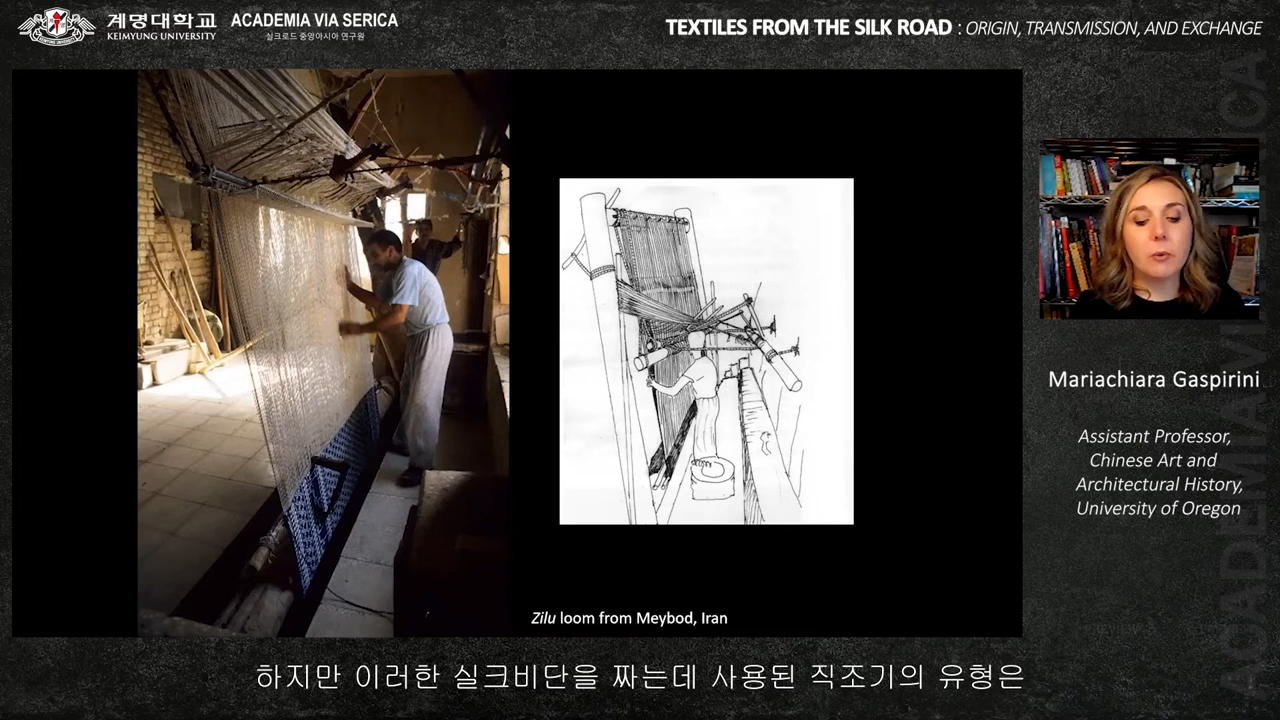 계명대학교
KEIMYUNG UNIVERSITY
ACADEMIA VIA SERICA
실크로드 중앙아시아 연구원
TEXTILES FROM THE SILK ROAD : ORIGIN, TRANSMISSION, AND EXCHANGE
Mariachiara Gaspirini
Assistant Professor,
Chinese Art and
Architectural History,
University of Oregon
Zilu loom from Meybod, Iran
하지만 이러한 실크비단을 짜는데 사용된 직조기의 유형은